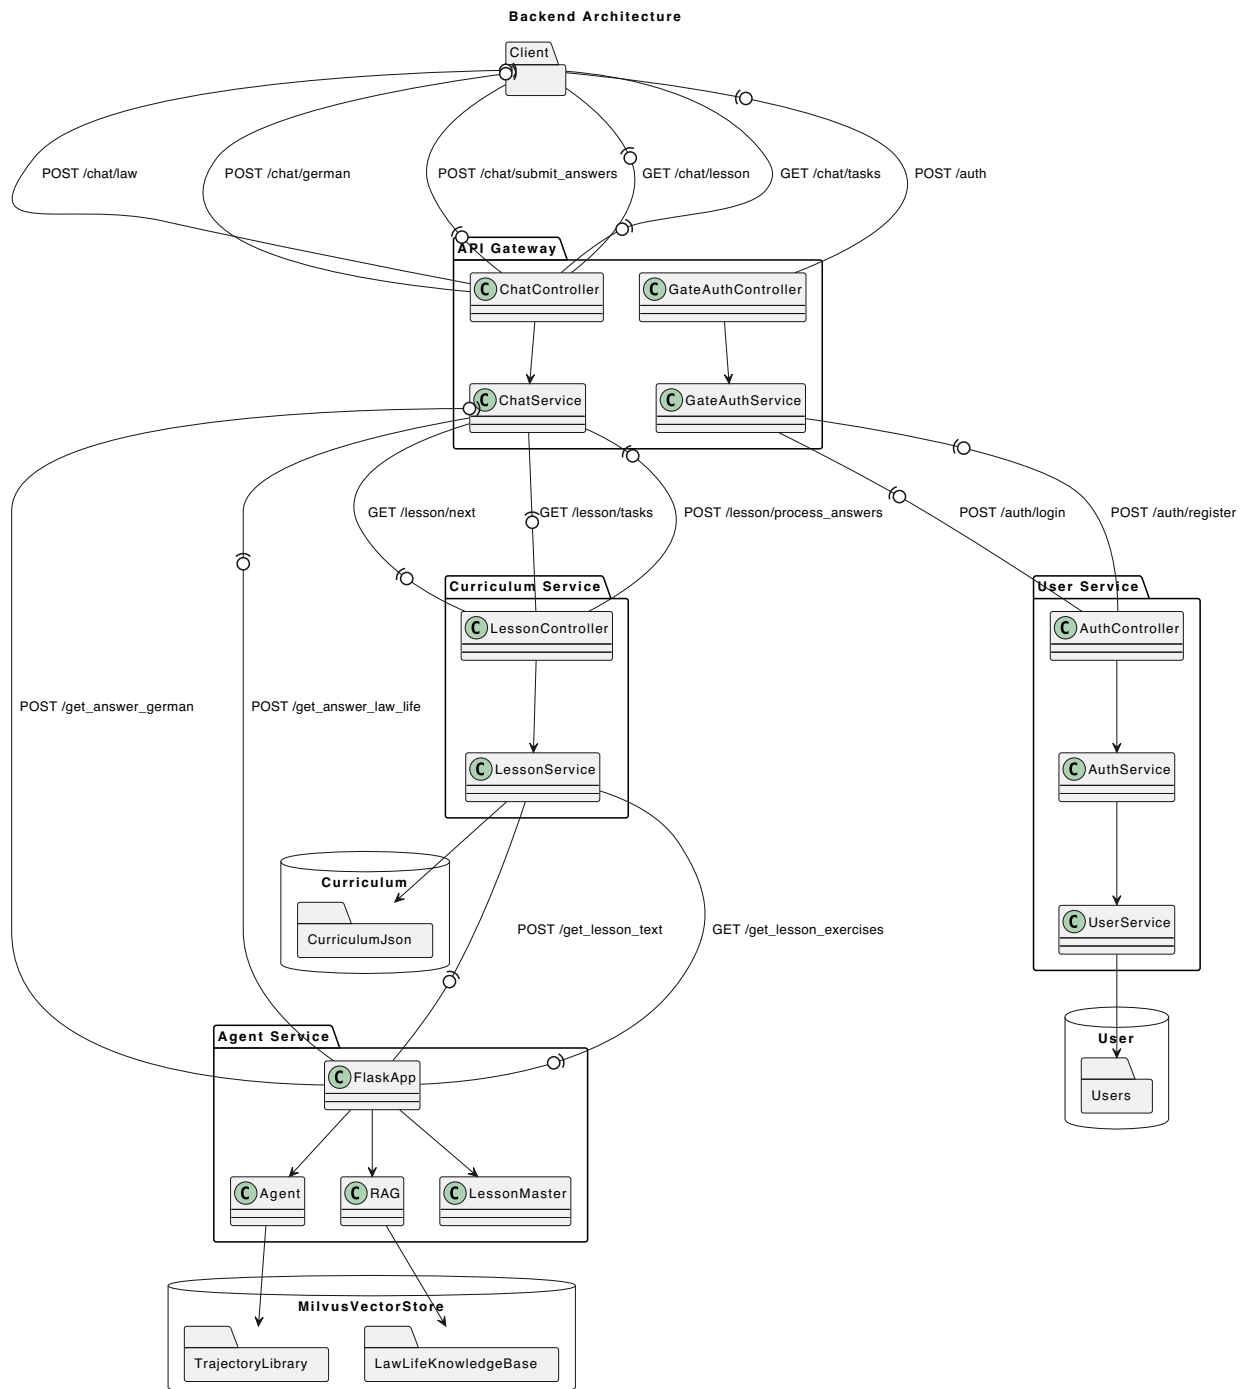 Backend Architecture
Client
POST /chat/law
POST /chat/german
POST /chat/submit_answers
GET /chat/lesson
GET /chat/tasks
POST /auth
API Gateway
C ChatController
C GateAuthController
C ChatService
C GateAuthService
GET /lesson/next
GET /lesson/tasks
POST /lesson/process_answers
POST /auth/login
POST /auth/register
Curriculum Service
User Service
C LessonController
C AuthController
POST /get_answer_german
POST /get_answer_law_life
C LessonService
C AuthService
Curriculum
CurriculumJson
POST /get_lesson_text
GET /get_lesson_exercises
C UserService
Agent Service
User
C FlaskApp
Users
C Agent
C RAG
C LessonMaster
MilvusVectorStore
TrajectoryLibrary
LawLifeKnowledgeBase